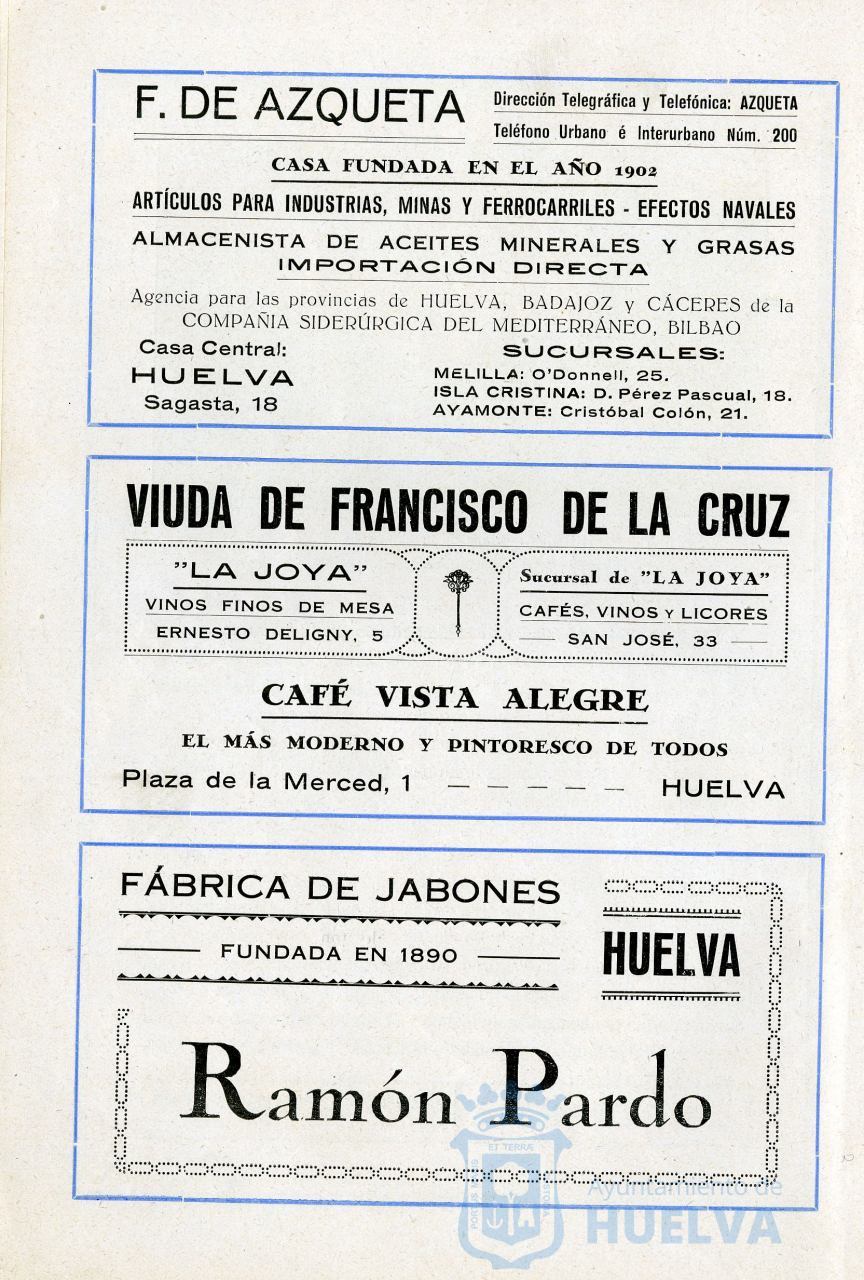 F. DE AZQUETA
Dirección Telegráfica y Telefónica: AZQUETA
Teléfono Urbano é Interurbano Núm. 200
CASA FUNDADA EN EL AÑO 1902
ARTÍCULOS PARA INDUSTRIAS, MINAS Y FERROCARRILES - EFECTOS NAVALES
ALMACENISTA DE ACEITES MINERALES Y GRASAS
IMPORTACIÓN DIRECTA
Agencia para las provincias de HUELVA, BADAJOZ y CÁCERES de la
COMPAÑIA SIDERÚRGICA DEL MEDITERRÁNEO, BILBAO
Casa Central:
HUELVA
Sagasta, 18
SUCURSALES:
MELILLA: O'Donnell, 25.
ISLA CRISTINA: D. Pérez Pascual, 18.
AYAMONTE: Cristóbal Colón, 21.
VIUDA DE FRANCISCO DE LA CRUZ
"LA JOYA"
VINOS FINOS DE MESA
ERNESTO DELIGNY, 5
Sucursal de "LA JOYA"
CAFÉS, VINOS Y LICORES
SAN JOSÉ, 33
CAFÉ VISTA ALEGRE
EL MÁS MODERNO Y PINTORESCO DE TODOS
Plaza de la Merced, 1 — — — — — HUELVA
FÁBRICA DE JABONES
FUNDADA EN 1890
HUELVA
Ramón Pardo
ET TERRÆ
PORTUS MARIS
CUSTODIA
Ayuntamiento de
HUELVA